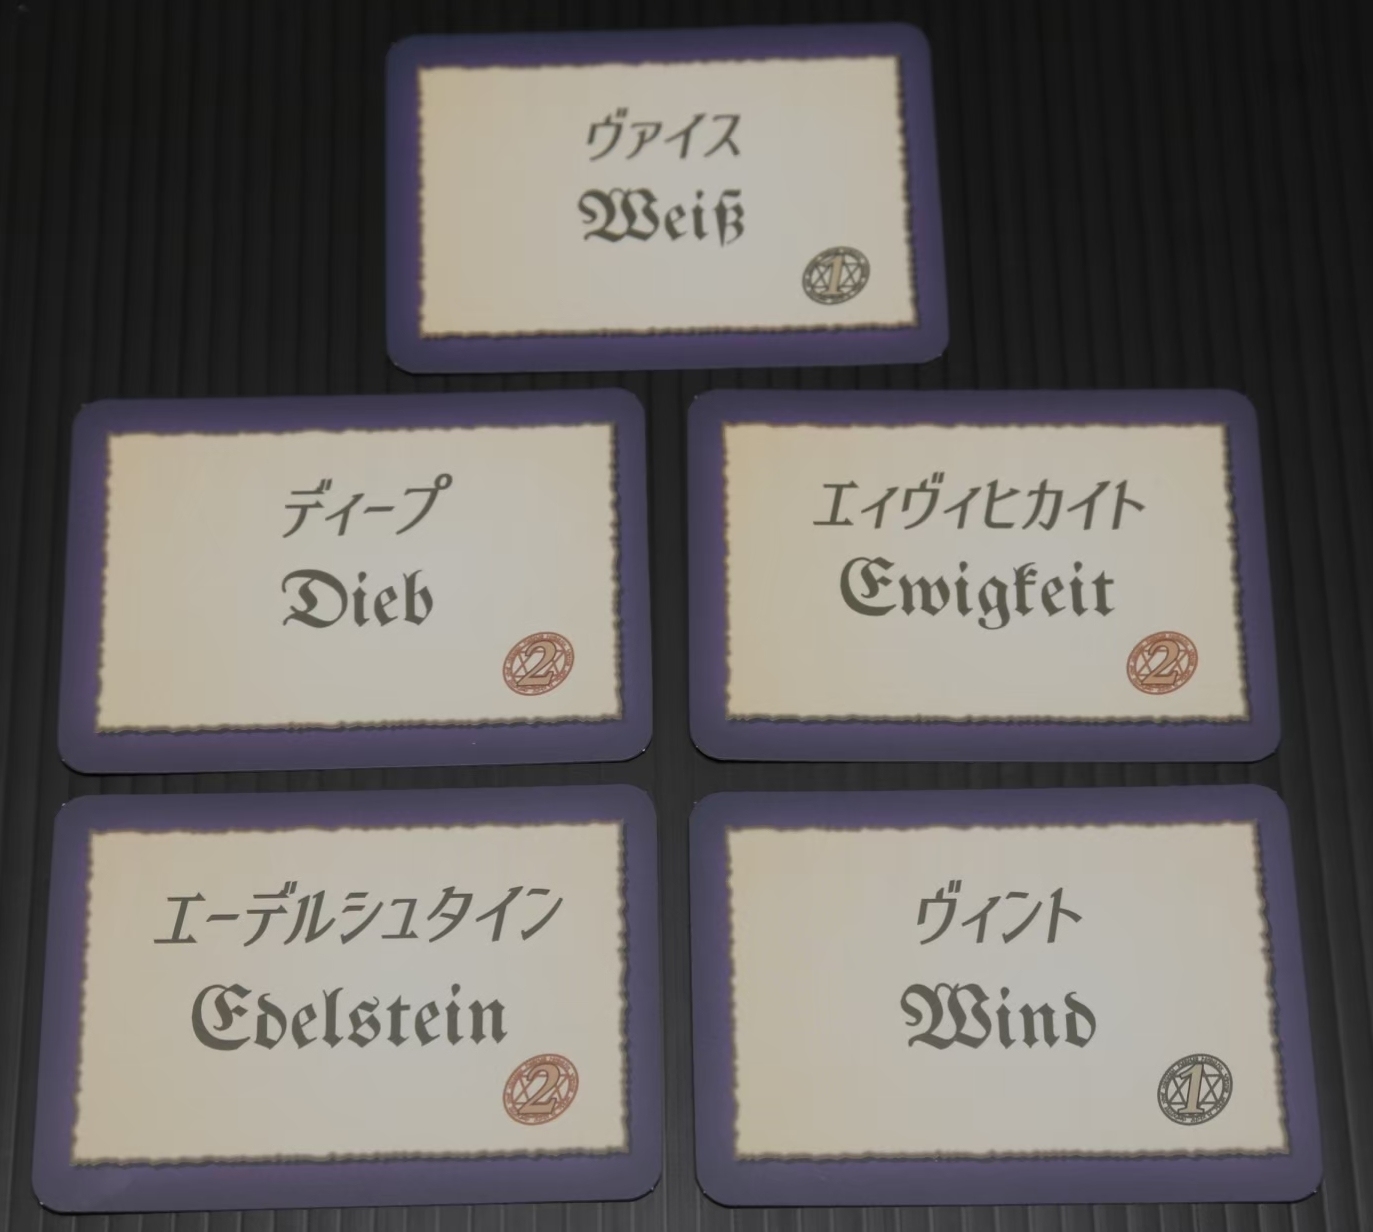 ヴァイス
Weiß
1
ディープ
Dieb
2
エィヴィヒカイト
Ewigkeit
2
エーデルシュタイン
Edelstein
2
ヴィント
Wind
1